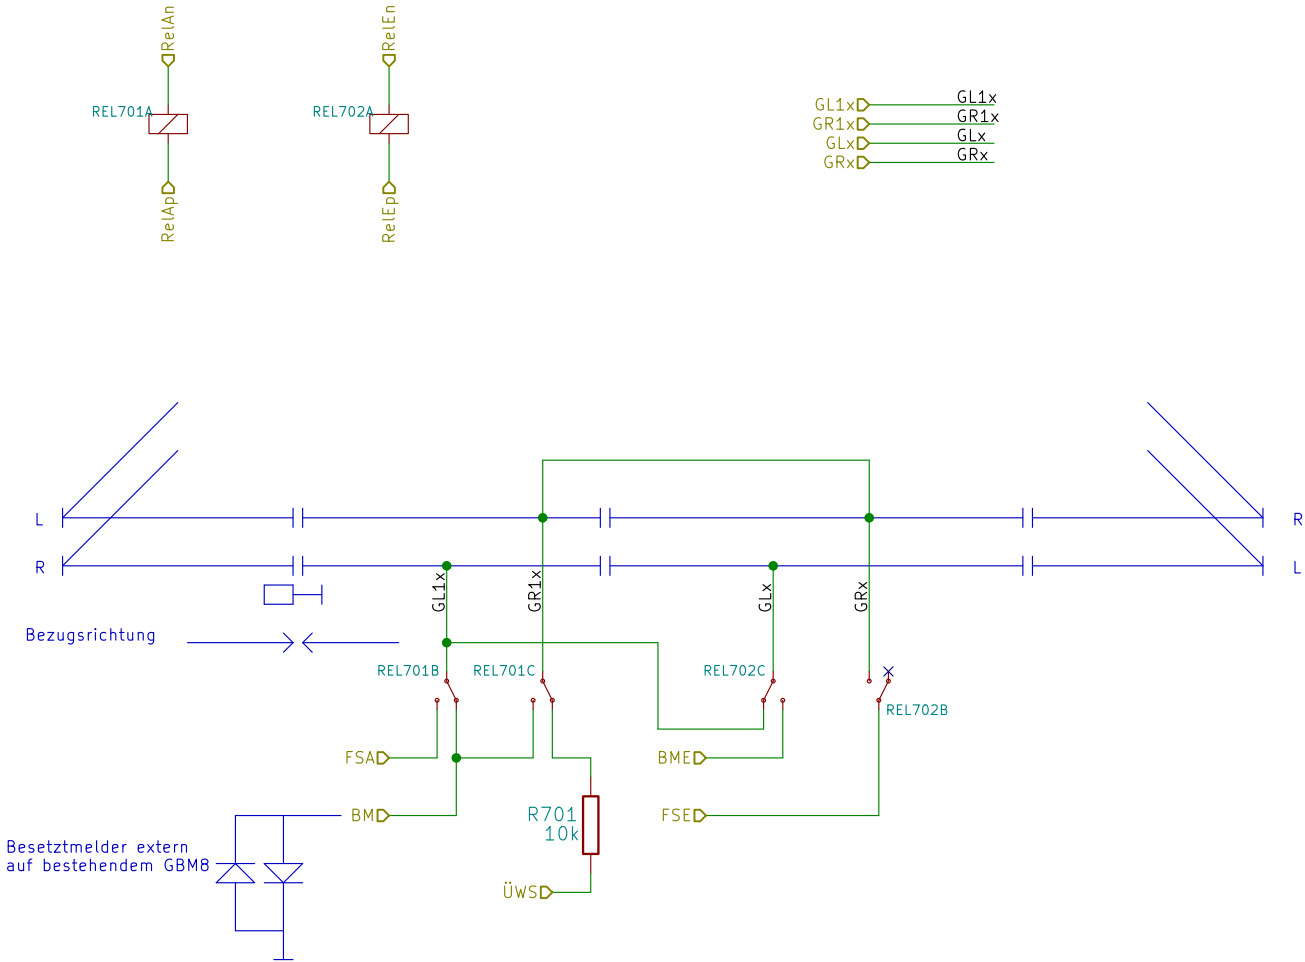 RelAn
RelEn
REL701A
REL702A
RelAp
RelEp
GL1x GL1x
GR1x GR1x
GLx GLx
GRx GRx
L R
R L
GL1x
GR1x
GLx
GRx
Bezugsrichtung
REL701B REL701C REL702C
REL702B
FSA BME
BM R701 FSE
10k
Besetztmelder extern
auf bestehendem GBM8
ÜWS